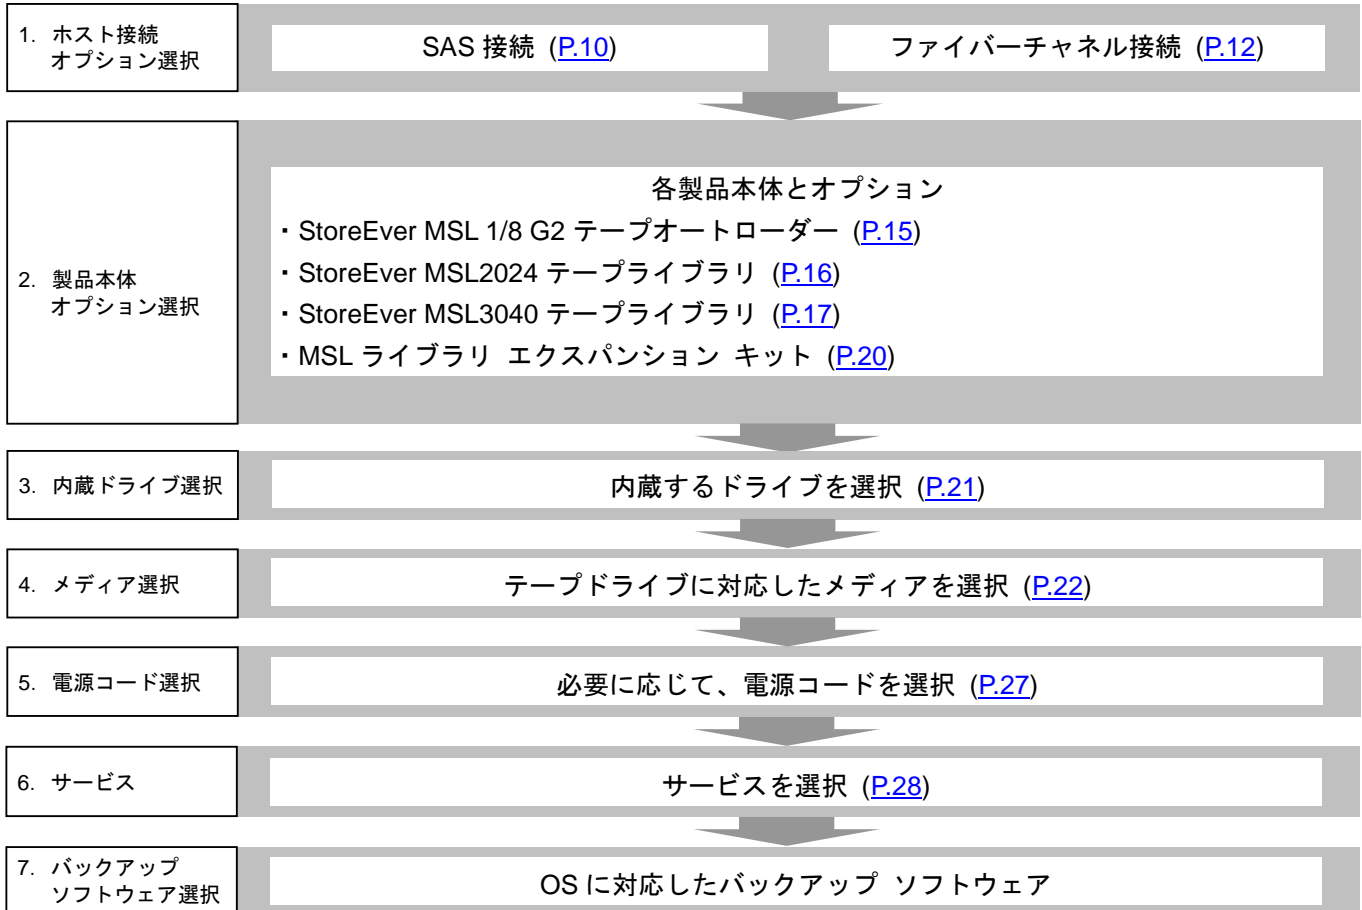 1. ホスト接続
オプション選択
SAS 接続 (P.10)
ファイバーチャネル接続 (P.12)
2. 製品本体
オプション選択
各製品本体とオプション
・StoreEver MSL 1/8 G2 テープオートローダー (P.15)
・StoreEver MSL2024 テープライブラリ (P.16)
・StoreEver MSL3040 テープライブラリ (P.17)
・MSL ライブラリ エクスパンション キット (P.20)
3. 内蔵ドライブ選択
内蔵するドライブを選択 (P.21)
4. メディア選択
テープドライブに対応したメディアを選択 (P.22)
5. 電源コード選択
必要に応じて、電源コードを選択 (P.27)
6. サービス
サービスを選択 (P.28)
7. バックアップ
ソフトウェア選択
OS に対応したバックアップ ソフトウェア